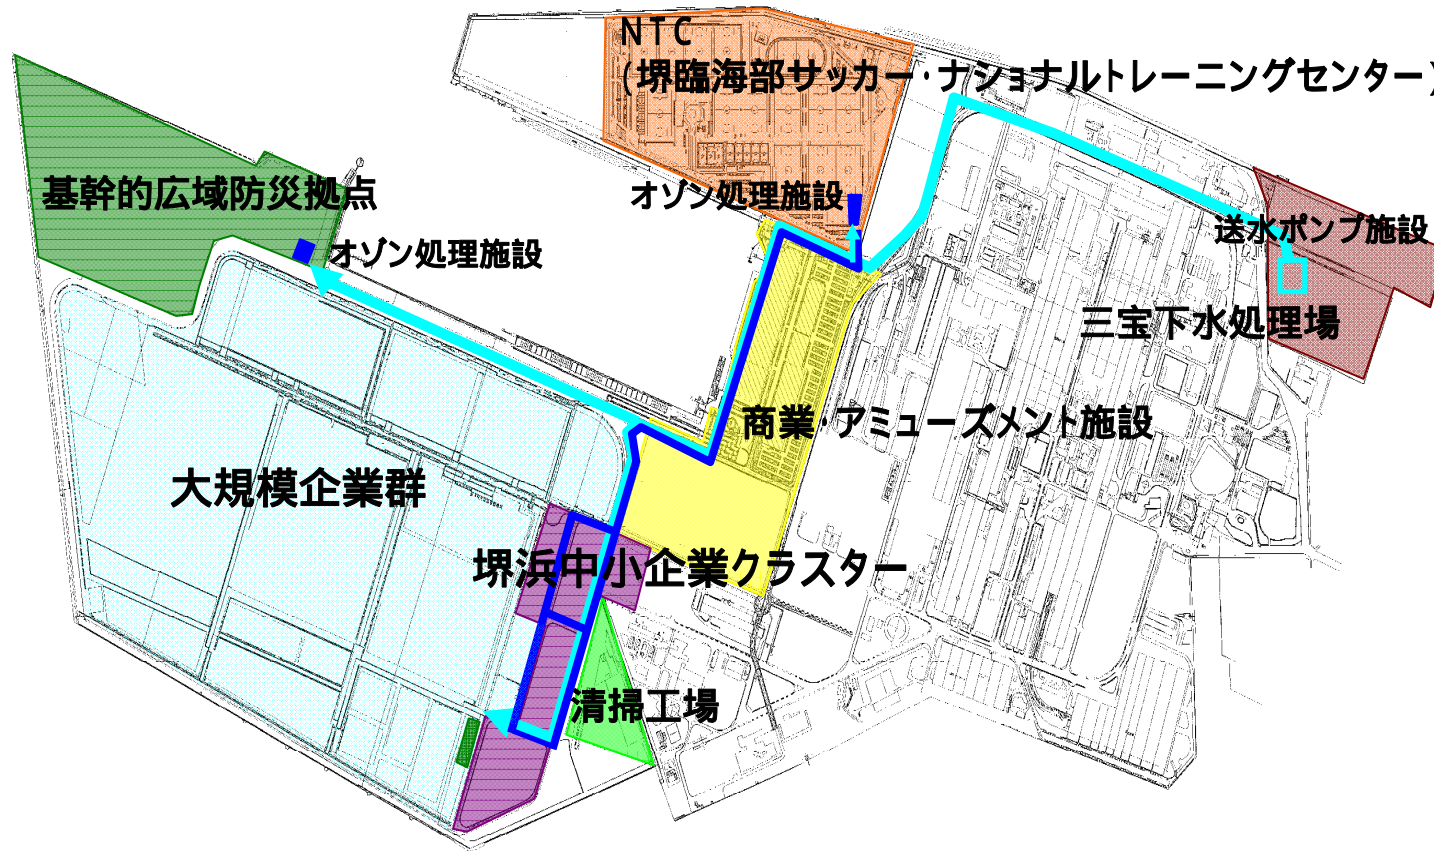 NTC
(堺臨海部サッカー・ナショナルトレーニングセンター)
基幹的広域防災拠点
オゾン処理施設
送水ポンプ施設
オゾン処理施設
三宝下水処理場
商業・アミューズメント施設
大規模企業群
堺浜中小企業クラスター
清掃工場